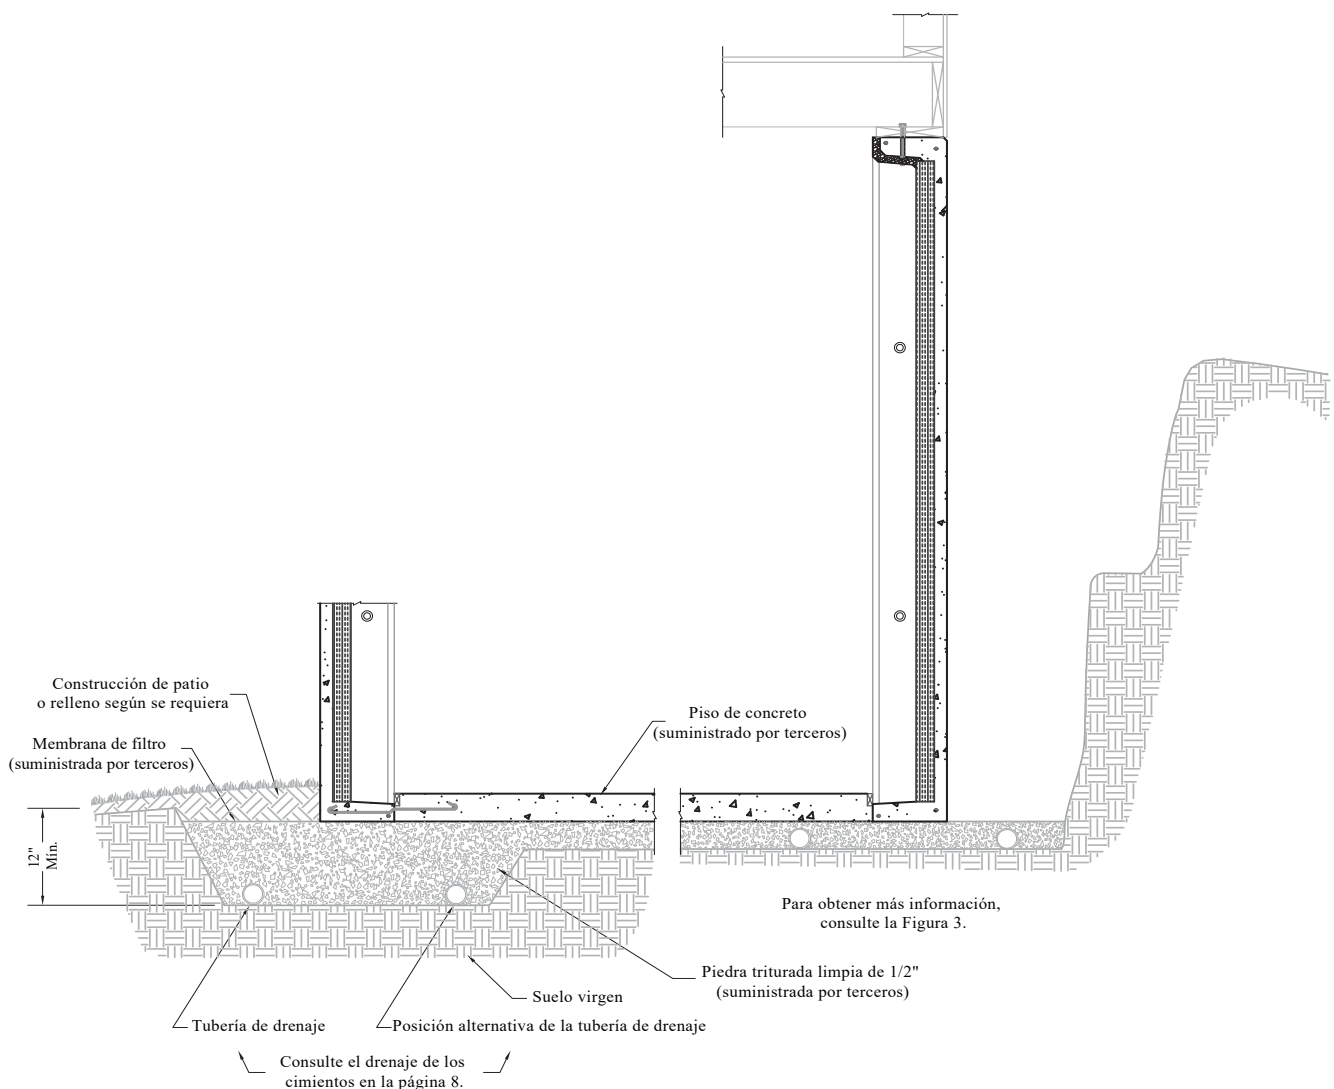 Construcción de patio
o relleno según se requiera
Membrana de filtro
(suministrada por terceros)
Piso de concreto
(suministrado por terceros)
12"
Mín.
Para obtener más información,
consulte la Figura 3.
Piedra triturada limpia de 1/2"
(suministrada por terceros)
Suelo virgen
Tubería de drenaje
Posición alternativa de la tubería de drenaje
Consulte el drenaje de los
cimientos en la página 8.